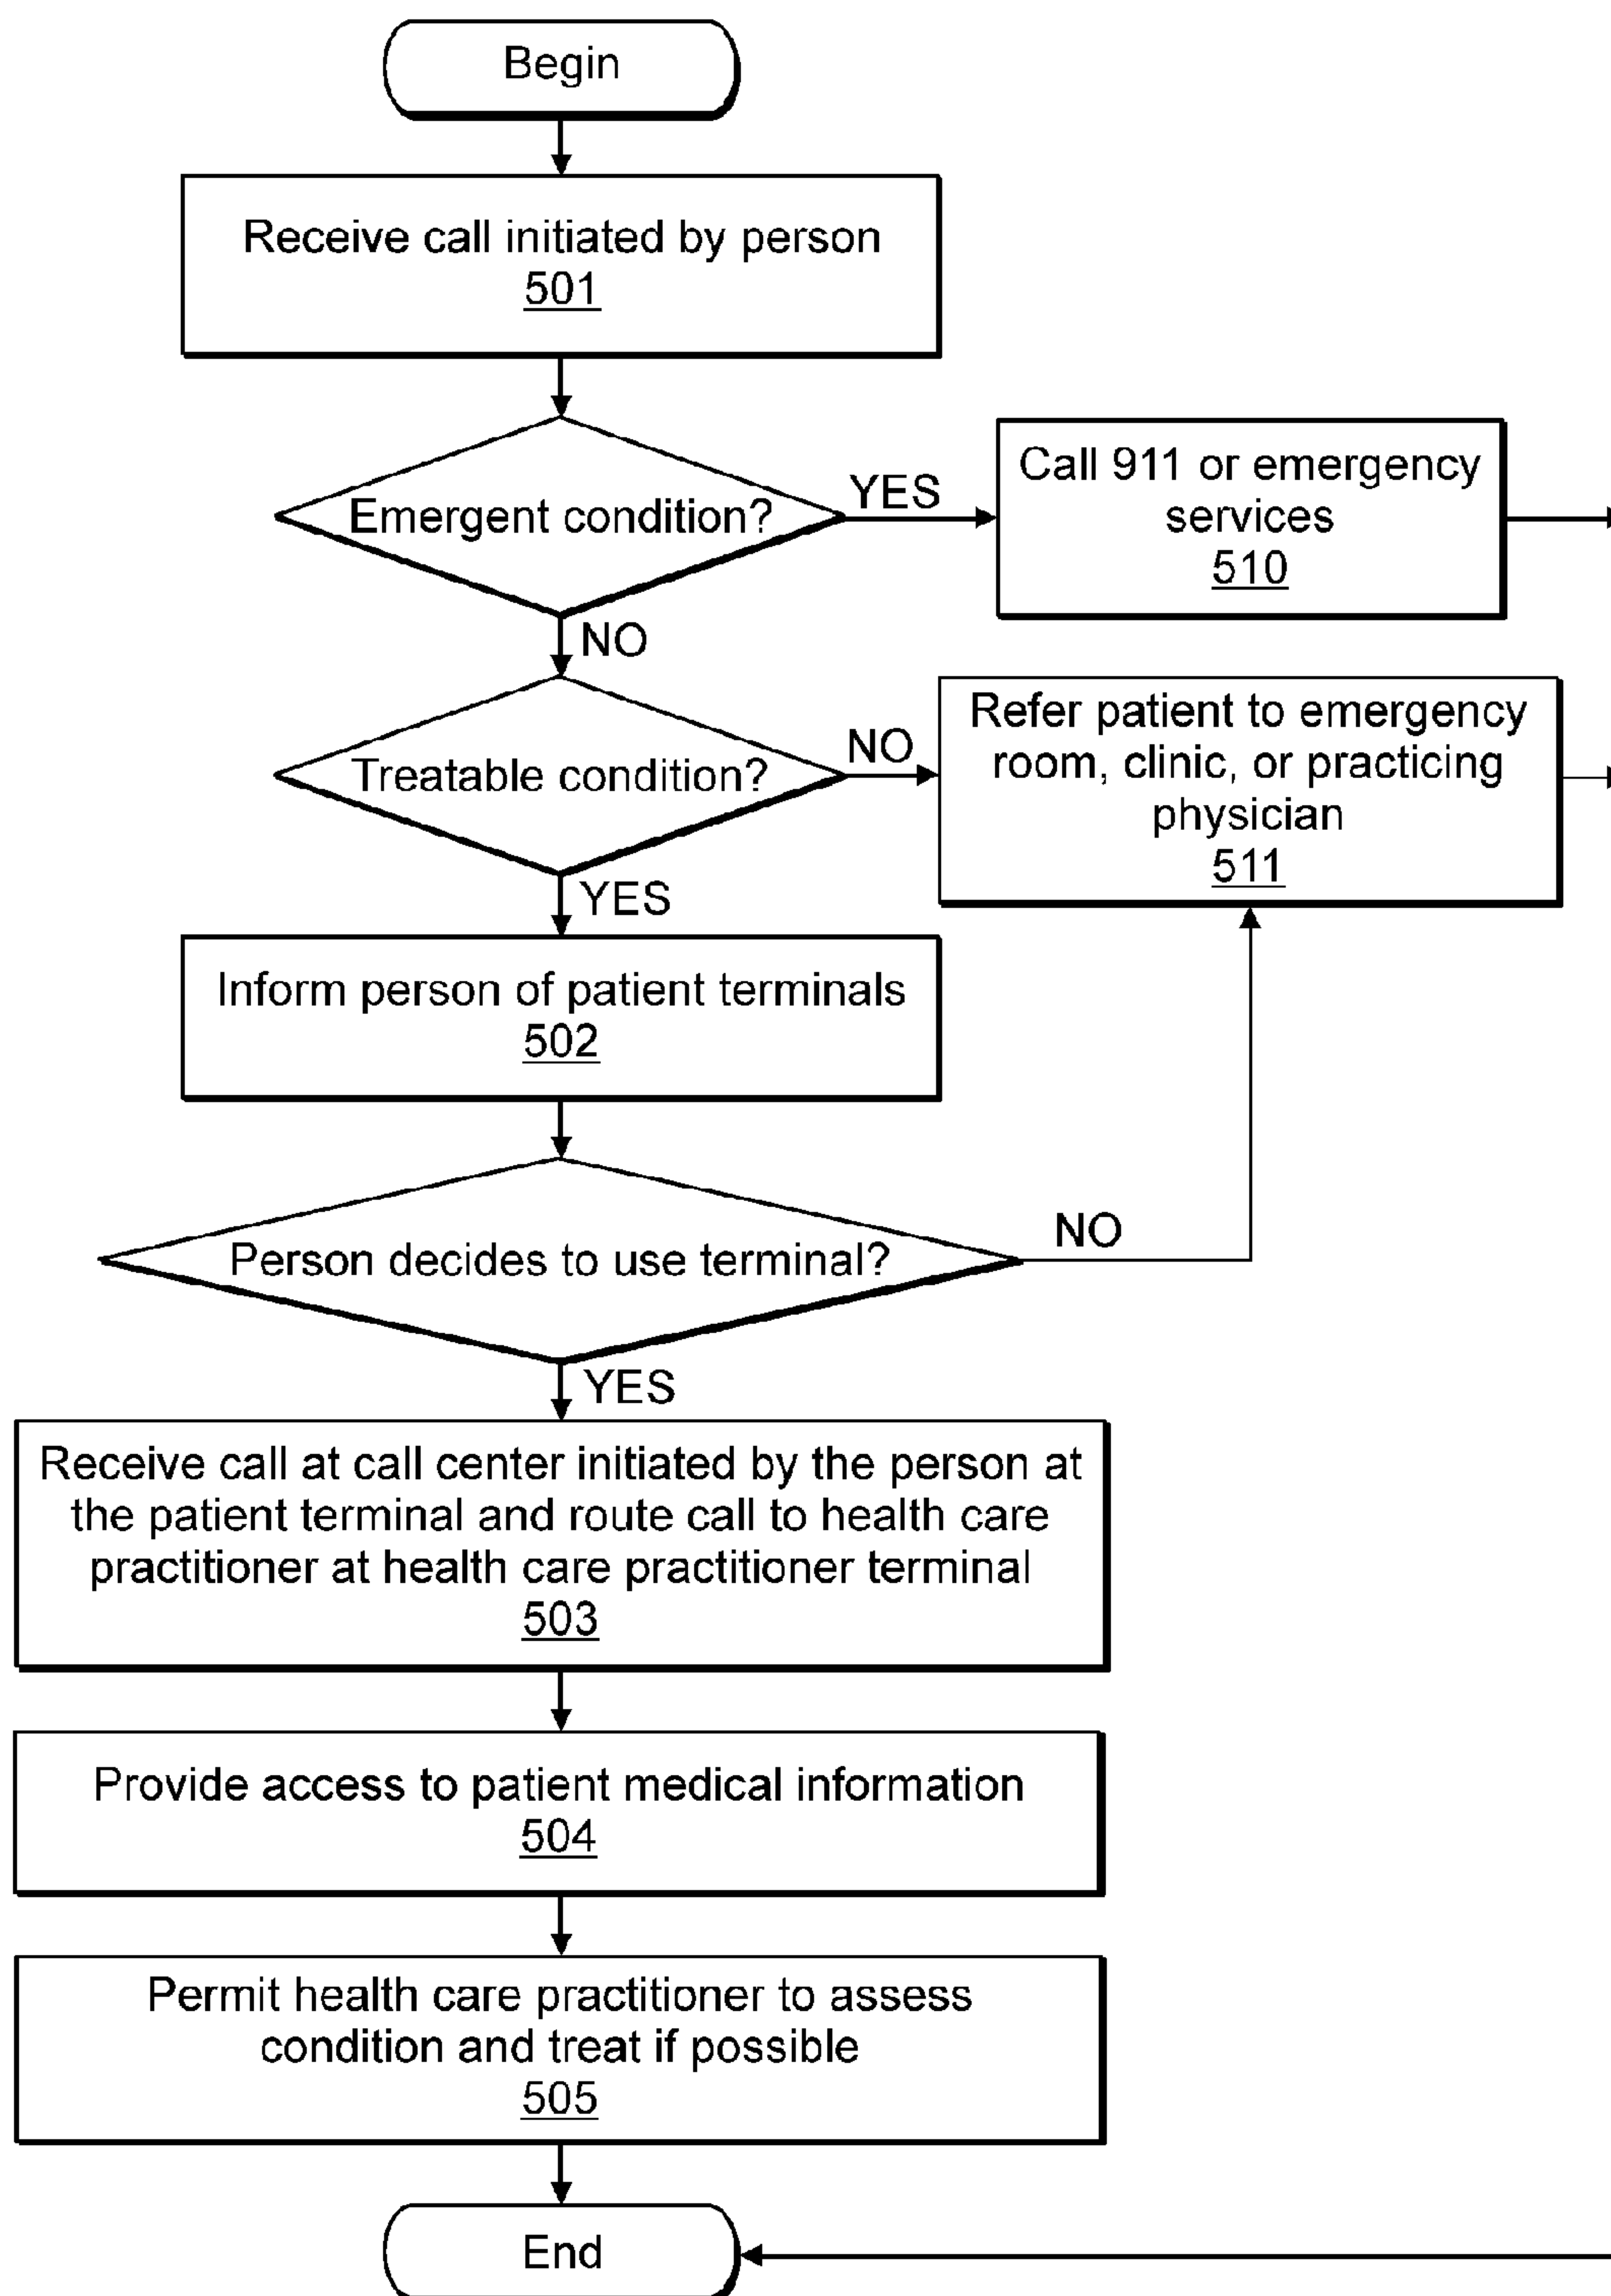 Begin
Receive call initiated by person
501
Emergent condition?
YES
Call 911 or emergency
services
510
NO
Treatable condition?
NO
Refer patient to emergency
room, clinic, or practicing
physician
511
YES
Inform person of patient terminals
502
Person decides to use terminal?
NO
YES
Receive call at call center initiated by the person at
the patient terminal and route call to health care
practitioner at health care practitioner terminal
503
Provide access to patient medical information
504
Permit health care practitioner to assess
condition and treat if possible
505
End